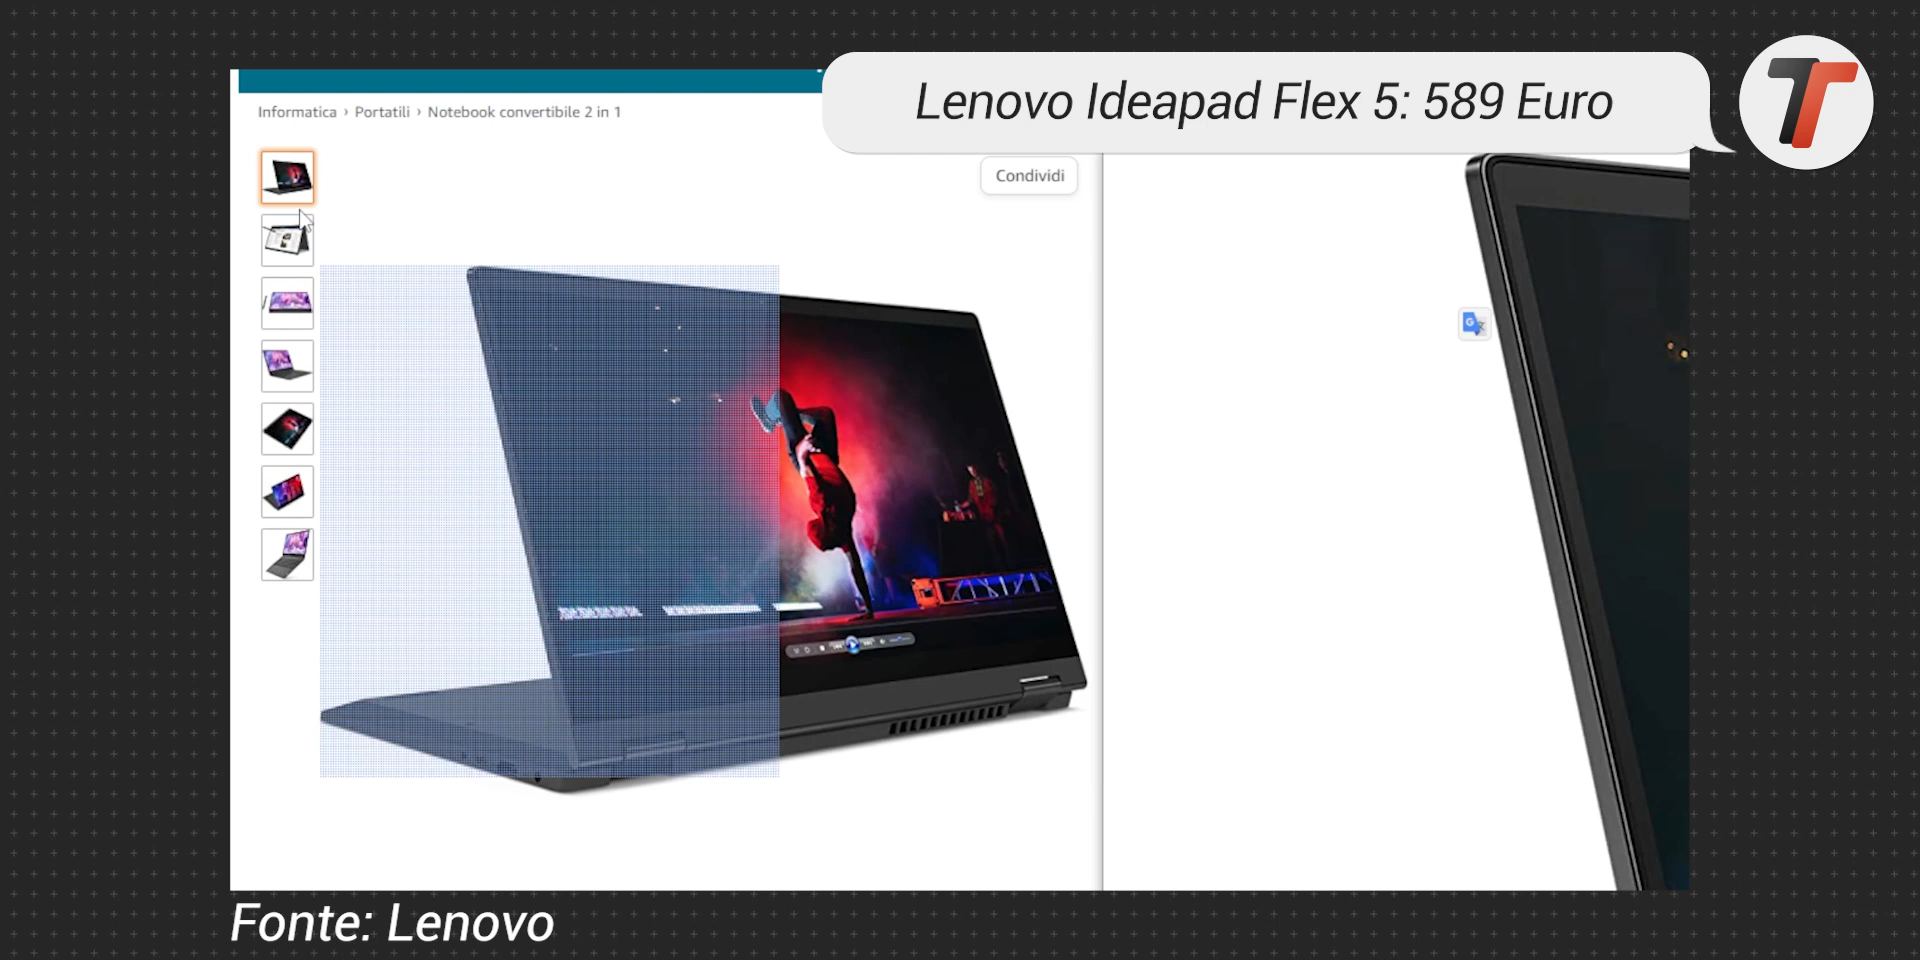 Lenovo Ideapad Flex 5: 589 Euro
Informatica › Portatili › Notebook convertibile 2 in 1
Condividi
Fonte: Lenovo